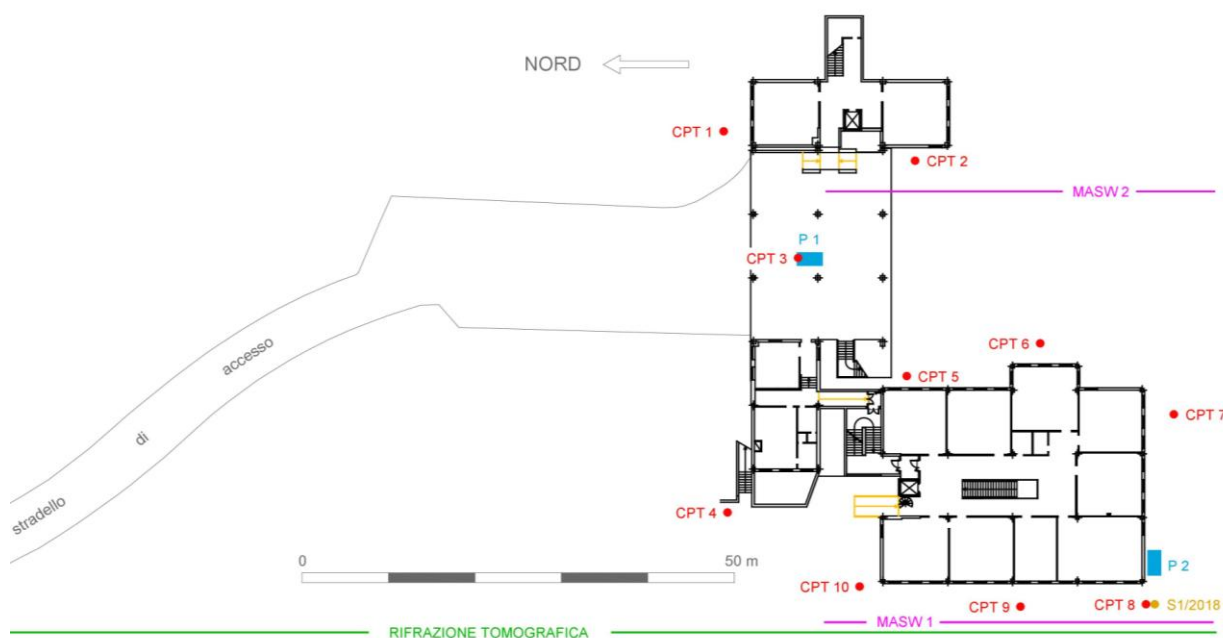 NORD
CPT 1
CPT 2
MASW 2
P 1
CPT 3
CPT 6
accesso
CPT 5
CPT 7
di
stradello
CPT 4
0
50 m
P 2
CPT 10
CPT 9
CPT 8
S1/2018
MASW 1
RIFRAZIONE TOMOGRAFICA